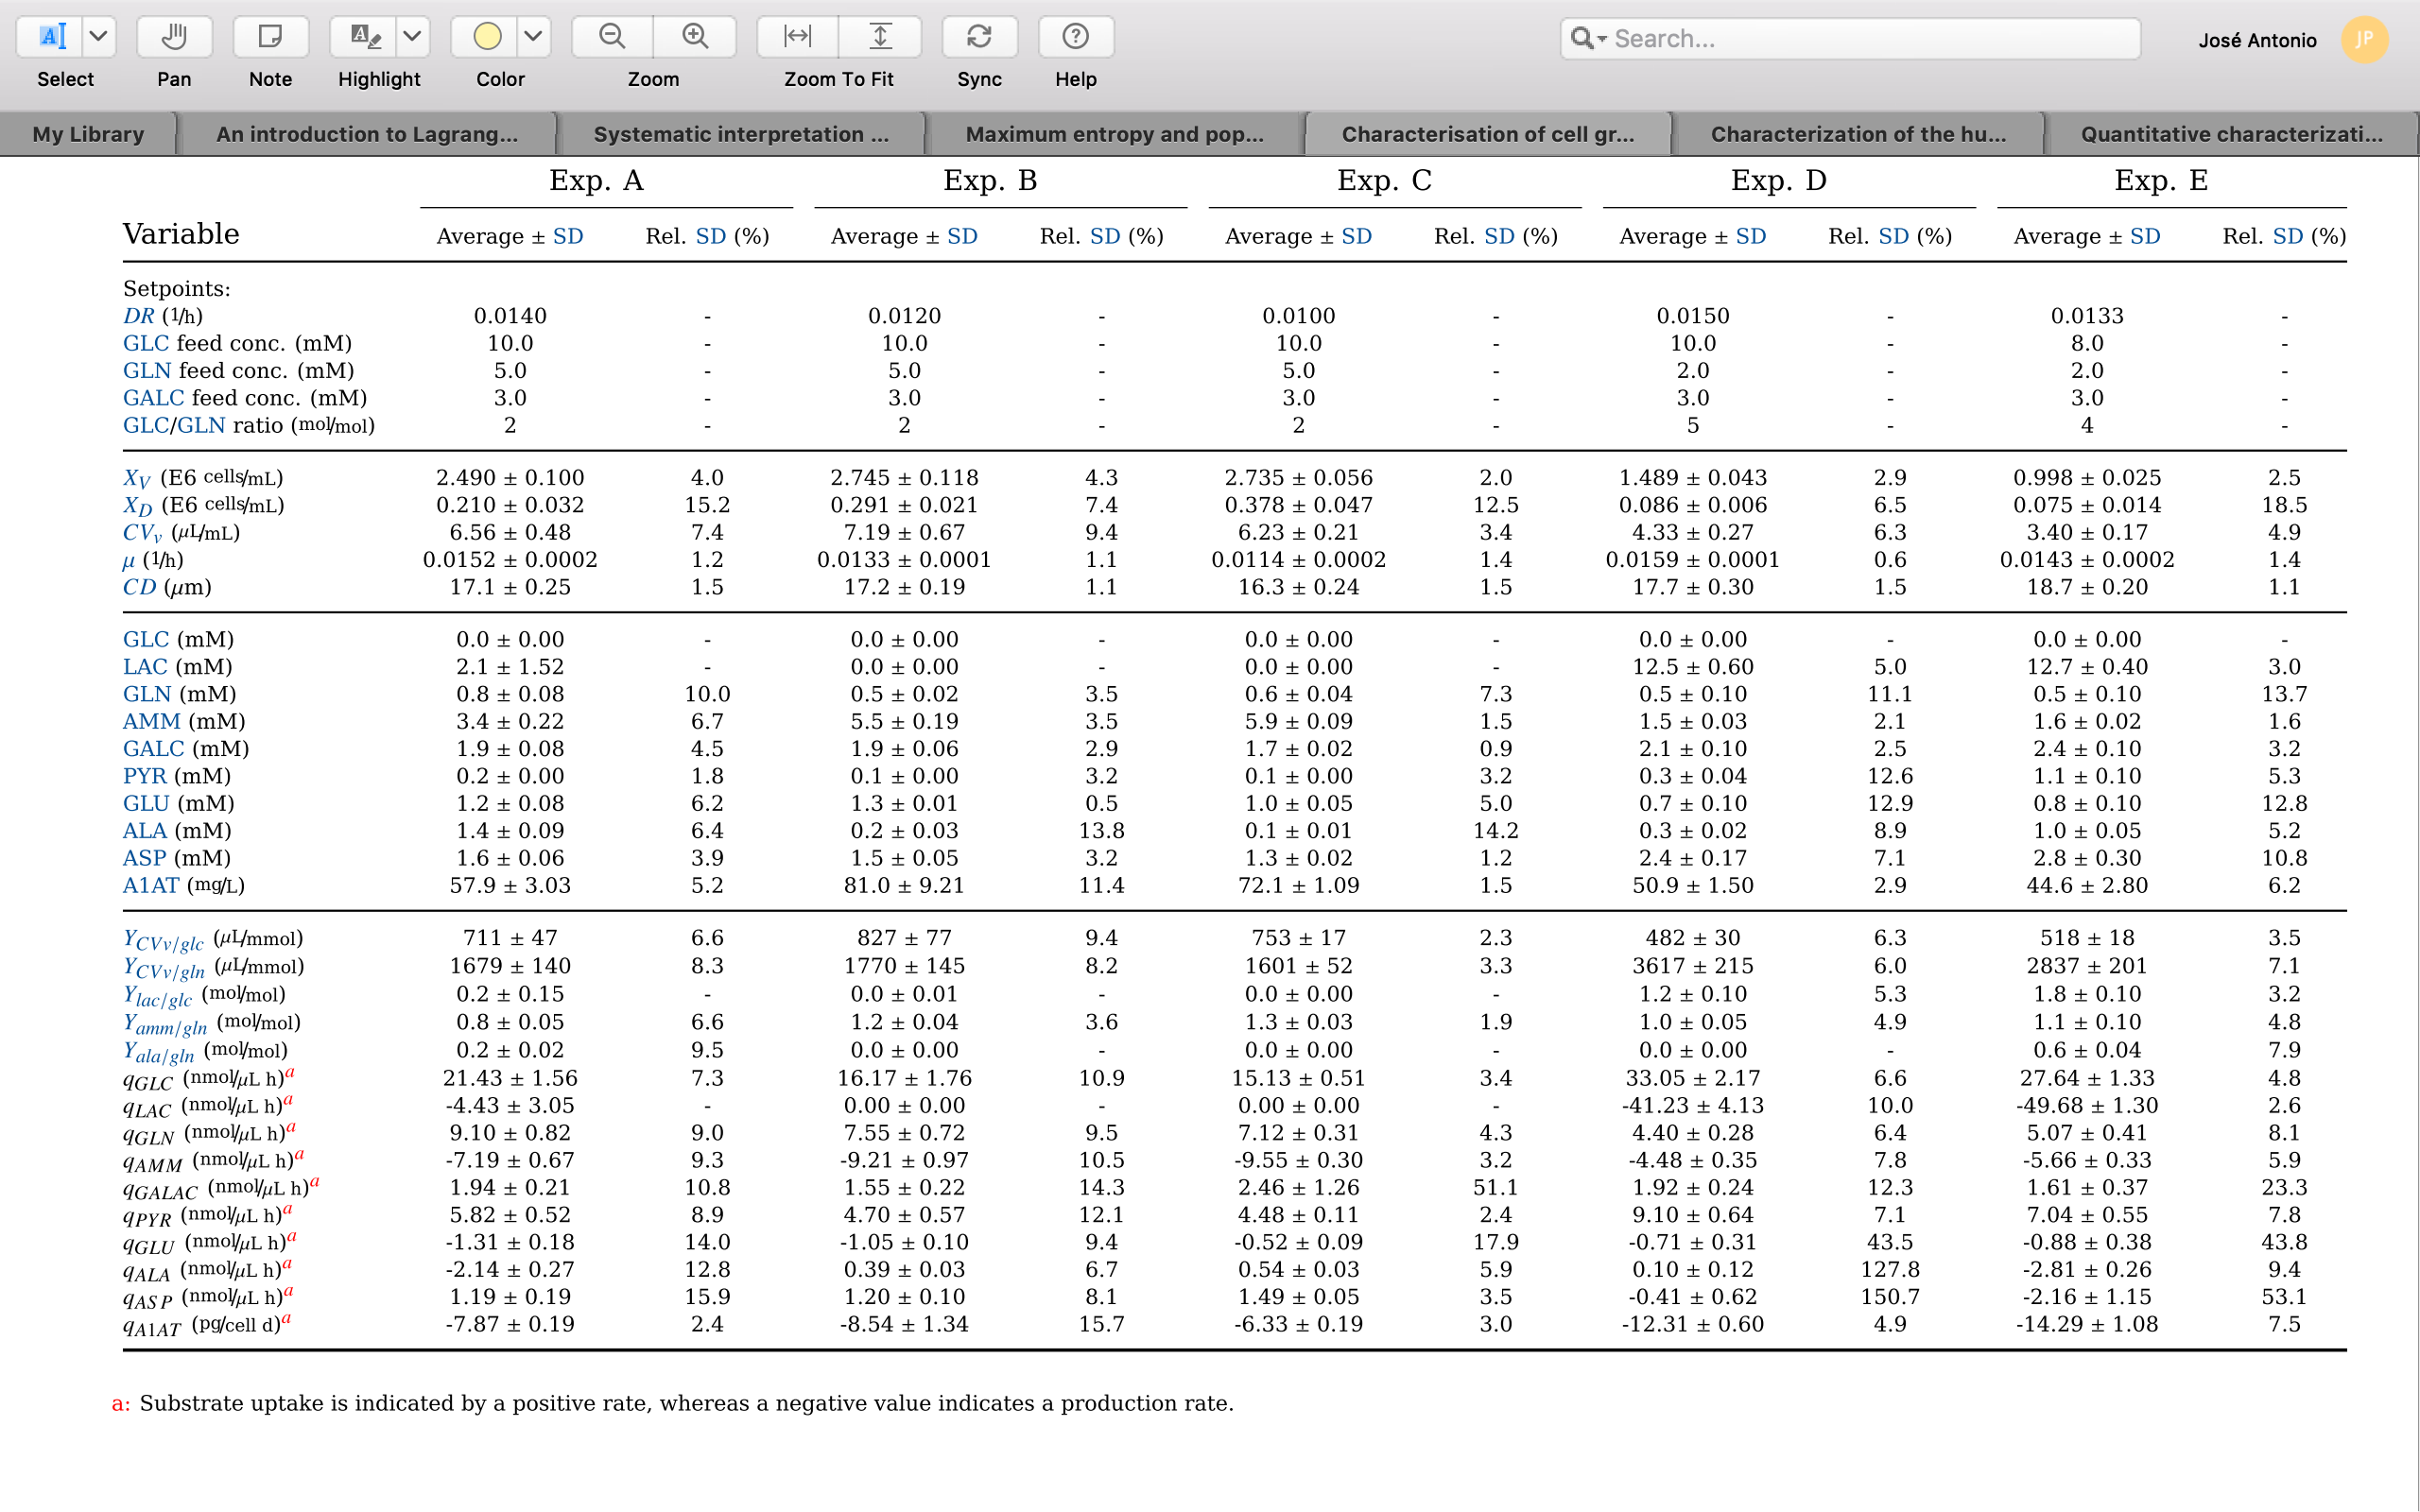 Select Pan Note Highlight Color Zoom Zoom To Fit Sync Help Search... José Antonio JP
My Library An introduction to Lagrang... Systematic interpretation ... Maximum entropy and pop... Characterisation of cell gr... Characterization of the hu... Quantitative characterizati...
Exp. A Exp. B Exp. C Exp. D Exp. E
Variable Average ± SD Rel. SD (%) Average ± SD Rel. SD (%) Average ± SD Rel. SD (%) Average ± SD Rel. SD (%) Average ± SD Rel. SD (%)
Setpoints:
DR (1/h) 0.0140 - 0.0120 - 0.0100 - 0.0150 - 0.0133 -
GLC feed conc. (mM) 10.0 - 10.0 - 10.0 - 10.0 - 8.0 -
GLN feed conc. (mM) 5.0 - 5.0 - 5.0 - 2.0 - 2.0 -
GALC feed conc. (mM) 3.0 - 3.0 - 3.0 - 3.0 - 3.0 -
GLC/GLN ratio (mol/mol) 2 - 2 - 2 - 5 - 4 -
XV (E6 cells/mL) 2.490 ± 0.100 4.0 2.745 ± 0.118 4.3 2.735 ± 0.056 2.0 1.489 ± 0.043 2.9 0.998 ± 0.025 2.5
XD (E6 cells/mL) 0.210 ± 0.032 15.2 0.291 ± 0.021 7.4 0.378 ± 0.047 12.5 0.086 ± 0.006 6.5 0.075 ± 0.014 18.5
CVv (μL/mL) 6.56 ± 0.48 7.4 7.19 ± 0.67 9.4 6.23 ± 0.21 3.4 4.33 ± 0.27 6.3 3.40 ± 0.17 4.9
μ (1/h) 0.0152 ± 0.0002 1.2 0.0133 ± 0.0001 1.1 0.0114 ± 0.0002 1.4 0.0159 ± 0.0001 0.6 0.0143 ± 0.0002 1.4
CD (μm) 17.1 ± 0.25 1.5 17.2 ± 0.19 1.1 16.3 ± 0.24 1.5 17.7 ± 0.30 1.5 18.7 ± 0.20 1.1
GLC (mM) 0.0 ± 0.00 - 0.0 ± 0.00 - 0.0 ± 0.00 - 0.0 ± 0.00 - 0.0 ± 0.00 -
LAC (mM) 2.1 ± 1.52 - 0.0 ± 0.00 - 0.0 ± 0.00 - 12.5 ± 0.60 5.0 12.7 ± 0.40 3.0
GLN (mM) 0.8 ± 0.08 10.0 0.5 ± 0.02 3.5 0.6 ± 0.04 7.3 0.5 ± 0.10 11.1 0.5 ± 0.10 13.7
AMM (mM) 3.4 ± 0.22 6.7 5.5 ± 0.19 3.5 5.9 ± 0.09 1.5 1.5 ± 0.03 2.1 1.6 ± 0.02 1.6
GALC (mM) 1.9 ± 0.08 4.5 1.9 ± 0.06 2.9 1.7 ± 0.02 0.9 2.1 ± 0.10 2.5 2.4 ± 0.10 3.2
PYR (mM) 0.2 ± 0.00 1.8 0.1 ± 0.00 3.2 0.1 ± 0.00 3.2 0.3 ± 0.04 12.6 1.1 ± 0.10 5.3
GLU (mM) 1.2 ± 0.08 6.2 1.3 ± 0.01 0.5 1.0 ± 0.05 5.0 0.7 ± 0.10 12.9 0.8 ± 0.10 12.8
ALA (mM) 1.4 ± 0.09 6.4 0.2 ± 0.03 13.8 0.1 ± 0.01 14.2 0.3 ± 0.02 8.9 1.0 ± 0.05 5.2
ASP (mM) 1.6 ± 0.06 3.9 1.5 ± 0.05 3.2 1.3 ± 0.02 1.2 2.4 ± 0.17 7.1 2.8 ± 0.30 10.8
A1AT (mg/L) 57.9 ± 3.03 5.2 81.0 ± 9.21 11.4 72.1 ± 1.09 1.5 50.9 ± 1.50 2.9 44.6 ± 2.80 6.2
YCVv/glc (μL/mmol) 711 ± 47 6.6 827 ± 77 9.4 753 ± 17 2.3 482 ± 30 6.3 518 ± 18 3.5
YCVv/gln (μL/mmol) 1679 ± 140 8.3 1770 ± 145 8.2 1601 ± 52 3.3 3617 ± 215 6.0 2837 ± 201 7.1
Ylac/glc (mol/mol) 0.2 ± 0.15 - 0.0 ± 0.01 - 0.0 ± 0.00 - 1.2 ± 0.10 5.3 1.8 ± 0.10 3.2
Yamm/gln (mol/mol) 0.8 ± 0.05 6.6 1.2 ± 0.04 3.6 1.3 ± 0.03 1.9 1.0 ± 0.05 4.9 1.1 ± 0.10 4.8
Yala/gln (mol/mol) 0.2 ± 0.02 9.5 0.0 ± 0.00 - 0.0 ± 0.00 - 0.0 ± 0.00 - 0.6 ± 0.04 7.9
qGLC (nmol/μL h)a 21.43 ± 1.56 7.3 16.17 ± 1.76 10.9 15.13 ± 0.51 3.4 33.05 ± 2.17 6.6 27.64 ± 1.33 4.8
qLAC (nmol/μL h)a -4.43 ± 3.05 - 0.00 ± 0.00 - 0.00 ± 0.00 - -41.23 ± 4.13 10.0 -49.68 ± 1.30 2.6
qGLN (nmol/μL h)a 9.10 ± 0.82 9.0 7.55 ± 0.72 9.5 7.12 ± 0.31 4.3 4.40 ± 0.28 6.4 5.07 ± 0.41 8.1
qAMM (nmol/μL h)a -7.19 ± 0.67 9.3 -9.21 ± 0.97 10.5 -9.55 ± 0.30 3.2 -4.48 ± 0.35 7.8 -5.66 ± 0.33 5.9
qGALAC (nmol/μL h)a 1.94 ± 0.21 10.8 1.55 ± 0.22 14.3 2.46 ± 1.26 51.1 1.92 ± 0.24 12.3 1.61 ± 0.37 23.3
qPYR (nmol/μL h)a 5.82 ± 0.52 8.9 4.70 ± 0.57 12.1 4.48 ± 0.11 2.4 9.10 ± 0.64 7.1 7.04 ± 0.55 7.8
qGLU (nmol/μL h)a -1.31 ± 0.18 14.0 -1.05 ± 0.10 9.4 -0.52 ± 0.09 17.9 -0.71 ± 0.31 43.5 -0.88 ± 0.38 43.8
qALA (nmol/μL h)a -2.14 ± 0.27 12.8 0.39 ± 0.03 6.7 0.54 ± 0.03 5.9 0.10 ± 0.12 127.8 -2.81 ± 0.26 9.4
qASP (nmol/μL h)a 1.19 ± 0.19 15.9 1.20 ± 0.10 8.1 1.49 ± 0.05 3.5 -0.41 ± 0.62 150.7 -2.16 ± 1.15 53.1
qA1AT (pg/cell d)a -7.87 ± 0.19 2.4 -8.54 ± 1.34 15.7 -6.33 ± 0.19 3.0 -12.31 ± 0.60 4.9 -14.29 ± 1.08 7.5
a: Substrate uptake is indicated by a positive rate, whereas a negative value indicates a production rate.